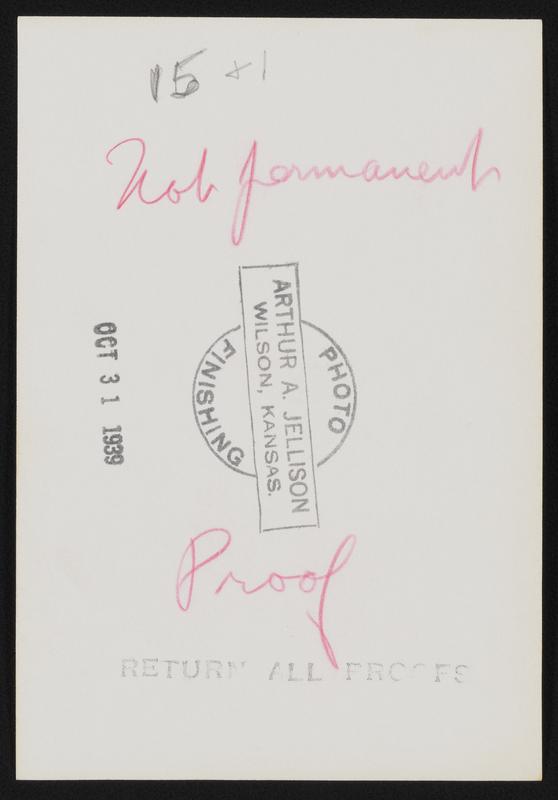 15 +1
Not permanent
OCT 31 1939
PHOTO
ARTHUR A. JELLISON
WILSON, KANSAS.
FINISHING
Proof
RETURN ALL PROOFS